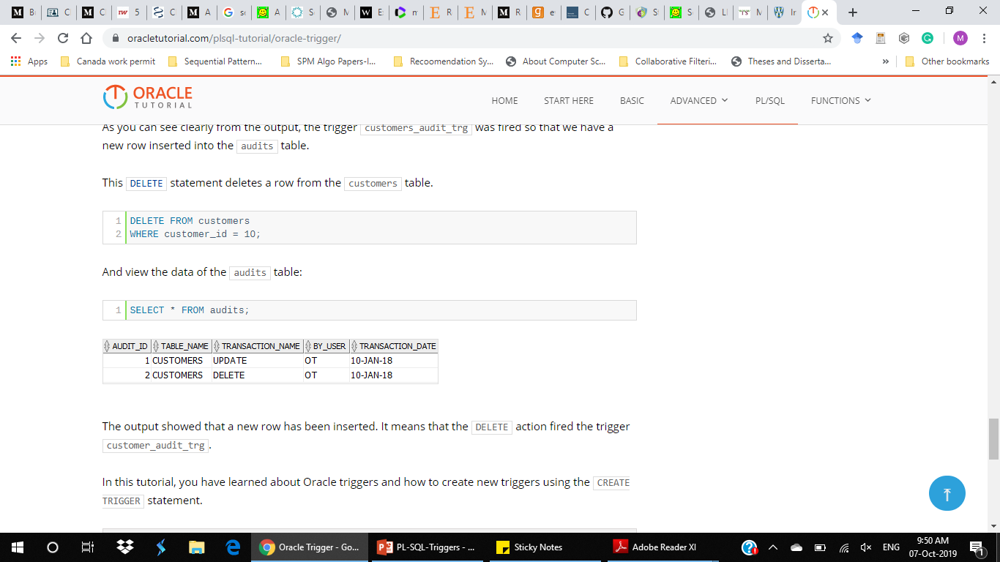 oracletutorial.com/plsql-tutorial/oracle-trigger/
M
Apps
Canada work permit
Sequential Pattern...
SPM Algo Papers-I...
Recoomendation Sy...
About Computer Sc...
Collaborative Filteri...
Theses and Disserta...
»
Other bookmarks
ORACLE
TUTORIAL
HOME
START HERE
BASIC
ADVANCED
PL/SQL
FUNCTIONS
As you can see clearly from the output, the trigger customers_audit_trg was fired so that we have a
new row inserted into the audits table.
This DELETE statement deletes a row from the customers table.
1 DELETE FROM customers
2 WHERE customer_id = 10;
And view the data of the audits table:
1 SELECT * FROM audits;
AUDIT_ID TABLE_NAME TRANSACTION_NAME BY_USER TRANSACTION_DATE
1 CUSTOMERS UPDATE OT 10-JAN-18
2 CUSTOMERS DELETE OT 10-JAN-18
The output showed that a new row has been inserted. It means that the DELETE action fired the trigger
customer_audit_trg.
In this tutorial, you have learned about Oracle triggers and how to create new triggers using the CREATE
TRIGGER statement.
Oracle Trigger - Go...
PL-SQL-Triggers - ...
Sticky Notes
Adobe Reader XI
ENG
9:50 AM
07-Oct-2019
1